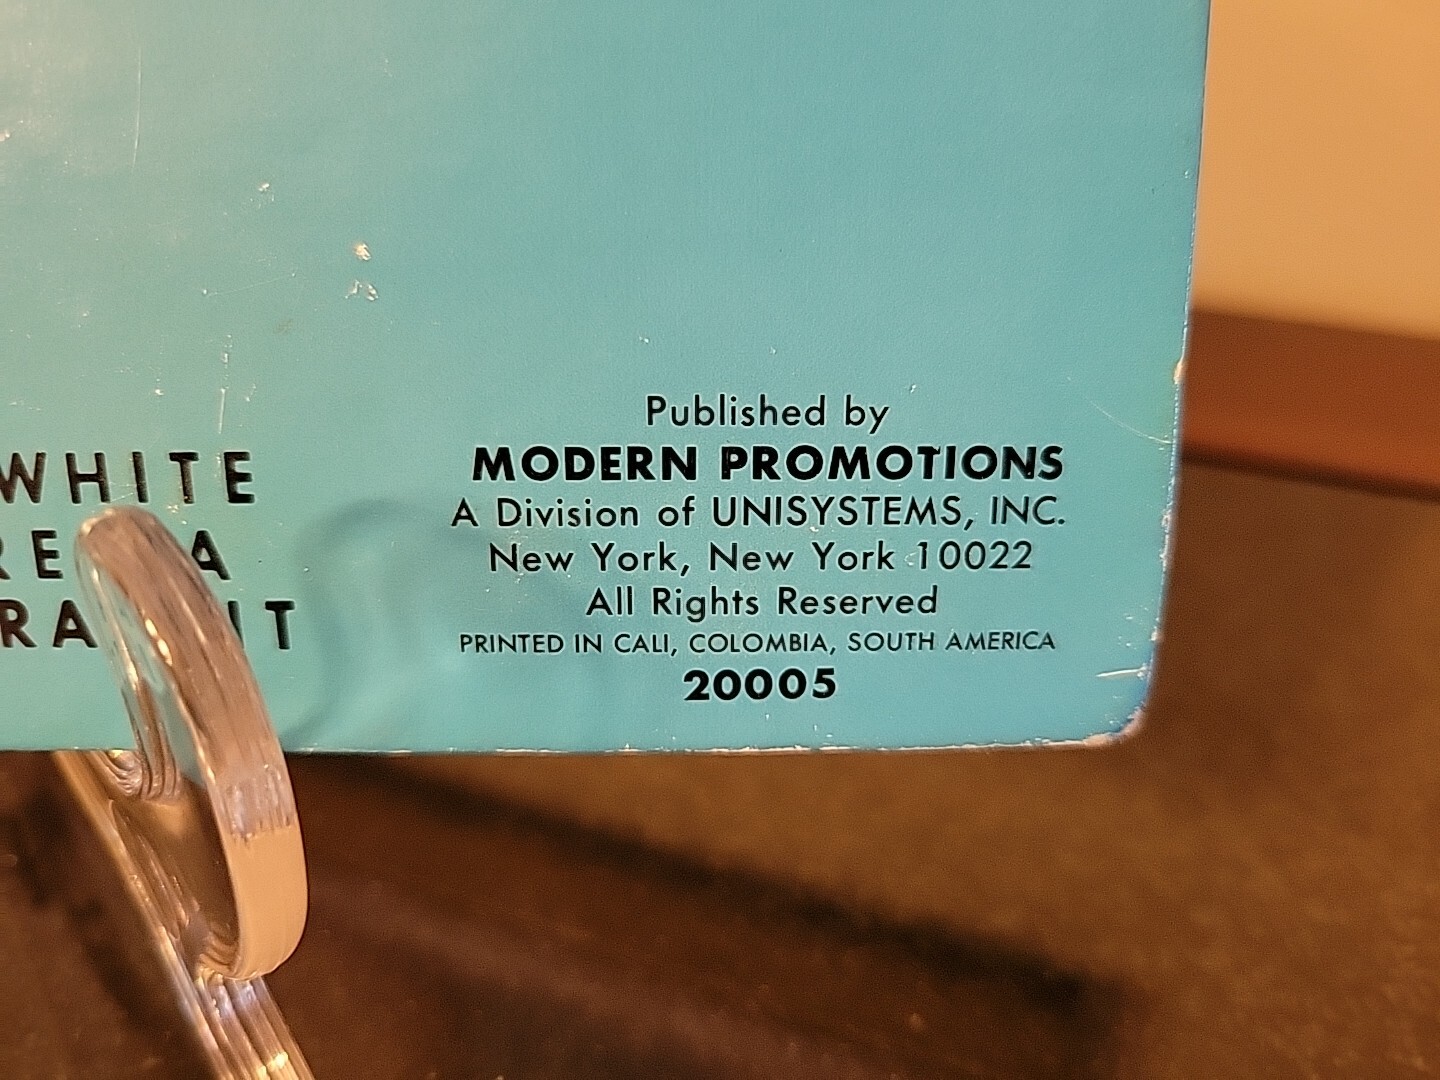 WHITE
Published by
MODERN PROMOTIONS
A Division of UNISYSTEMS, INC.
New York, New York 10022
All Rights Reserved
PRINTED IN CALI, COLOMBIA, SOUTH AMERICA
20005